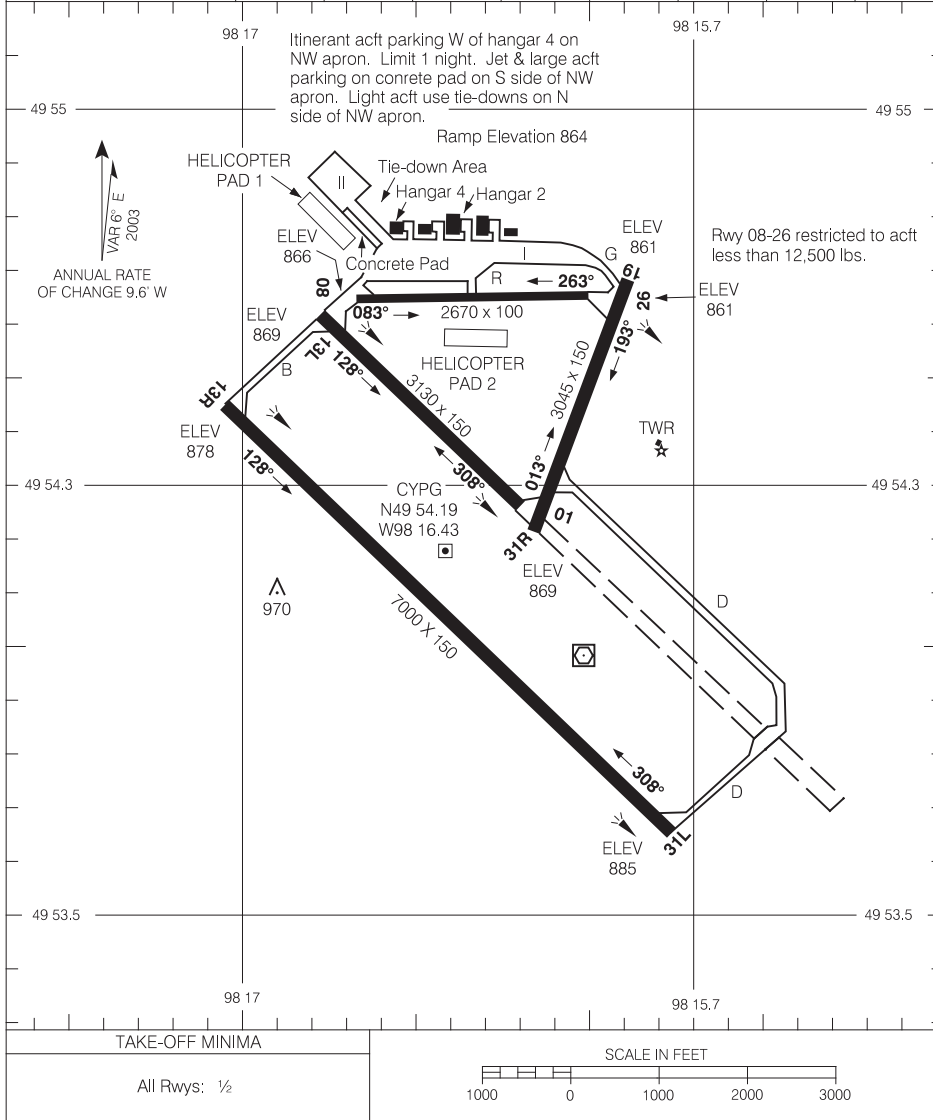 98 17
98 15.7
Itinerant acft parking W of hangar 4 on
NW apron. Limit 1 night. Jet & large acft
parking on conrete pad on S side of NW
apron. Light acft use tie-downs on N
side of NW apron.
49 55
49 55
Ramp Elevation 864
HELICOPTER
PAD 1
Tie-down Area
II
Hangar 4
Hangar 2
VAR 6° E
2003
ANNUAL RATE
OF CHANGE 9.6' W
ELEV
866
Concrete Pad
I
G
ELEV
861
Rwy 08-26 restricted to acft
less than 12,500 lbs.
19
08
R
263°
26
ELEV
861
083°
2670 x 100
193°
ELEV
869
13L
128°
HELICOPTER
PAD 2
3130 x 150
3045 x 150
B
13R
ELEV
878
TWR
128°
308°
013°
49 54.3
49 54.3
CYPG
N49 54.19
W98 16.43
01
31R
ELEV
869
970
7000 X 150
D
308°
D
31L
ELEV
885
49 53.5
49 53.5
98 17
98 15.7
TAKE-OFF MINIMA
All Rwys: ½
SCALE IN FEET
1000
0
1000
2000
3000